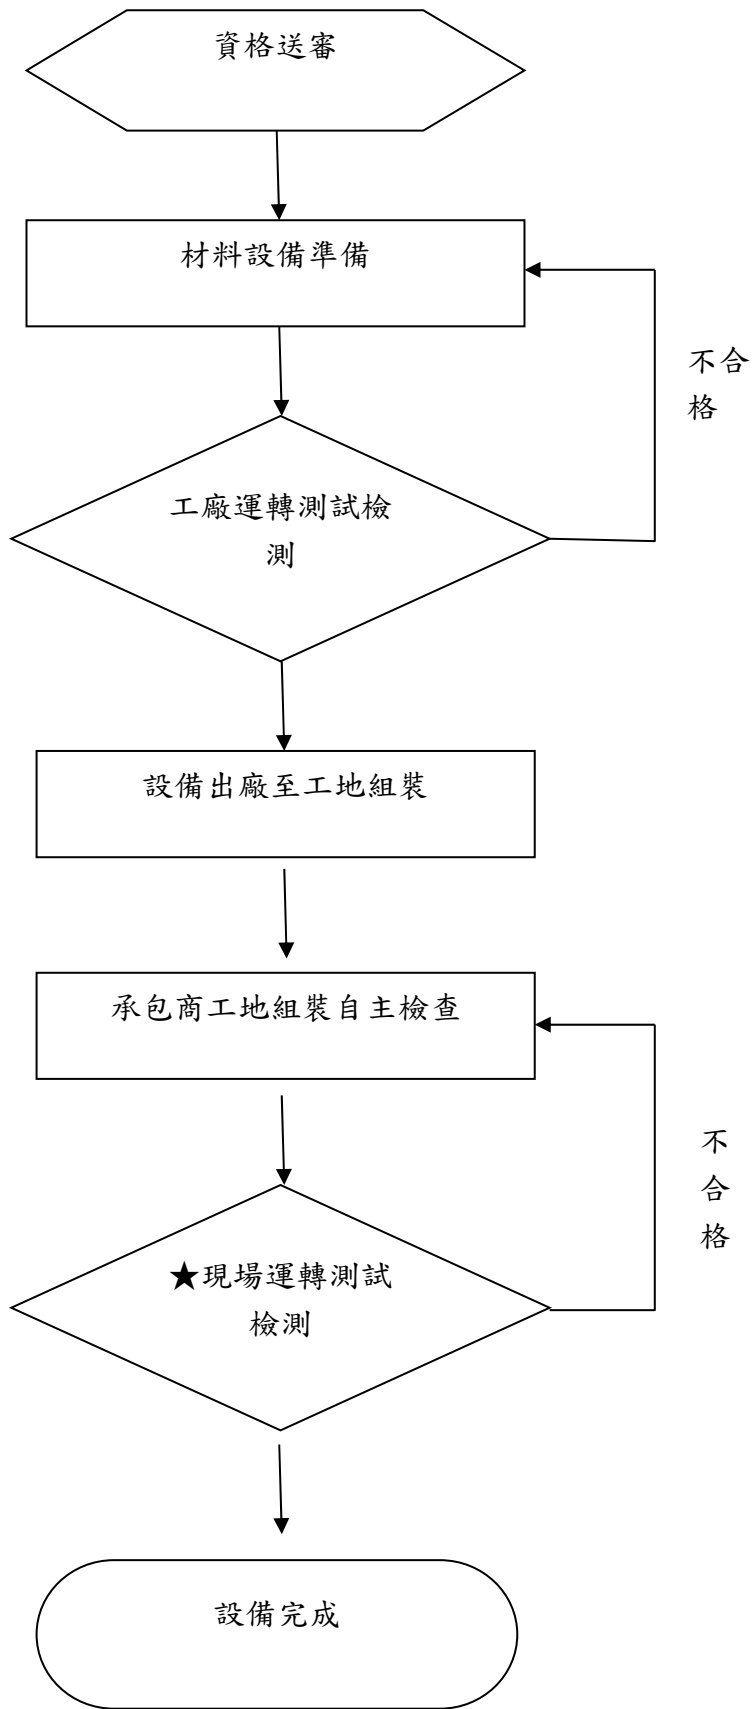 資格送審
材料設備準備
不合
格
工廠運轉測試檢
測
設備出廠至工地組裝
承包商工地組裝自主檢查
不
合
格
★現場運轉測試
檢測
設備完成